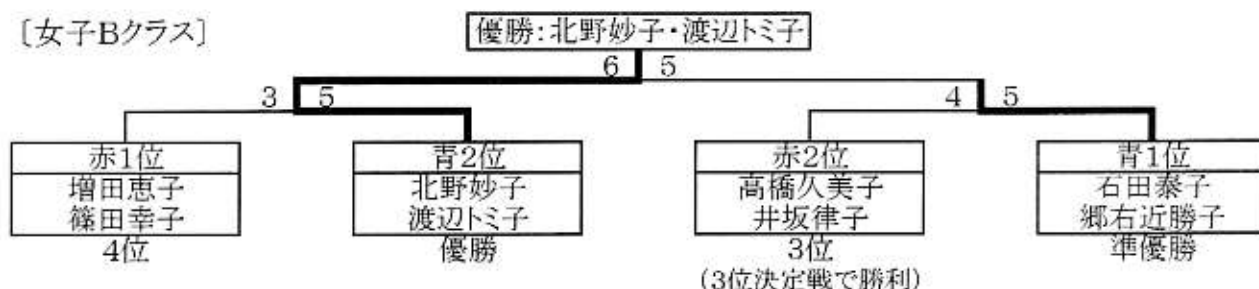 [女子Bクラス]
優勝:北野妙子・渡辺トミ子
6 5
3 5 4 5
赤1位 青2位 赤2位 青1位
増田恵子 北野妙子 高橋久美子 石田泰子
篠田幸子 渡辺トミ子 井坂律子 郷右近勝子
4位 優勝 3位 準優勝
(3位決定戦で勝利)